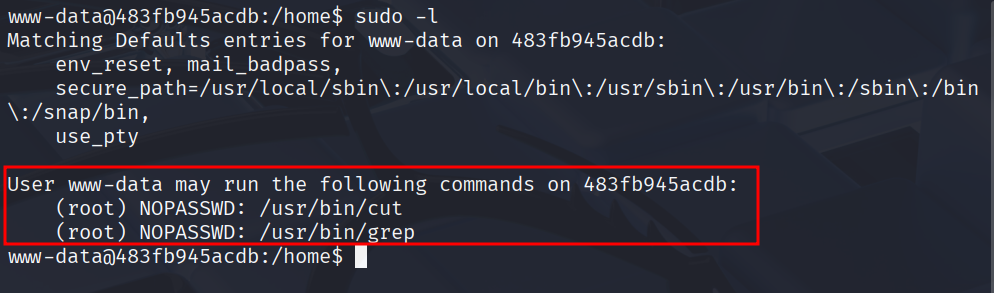 www-data@483fb945acdb:/home$ sudo -l
Matching Defaults entries for www-data on 483fb945acdb:
    env_reset, mail_badpass,
    secure_path=/usr/local/sbin\:/usr/local/bin\:/usr/sbin\:/usr/bin\:/sbin\:/bin
\:/snap/bin,
    use_pty

User www-data may run the following commands on 483fb945acdb:
    (root) NOPASSWD: /usr/bin/cut
    (root) NOPASSWD: /usr/bin/grep
www-data@483fb945acdb:/home$